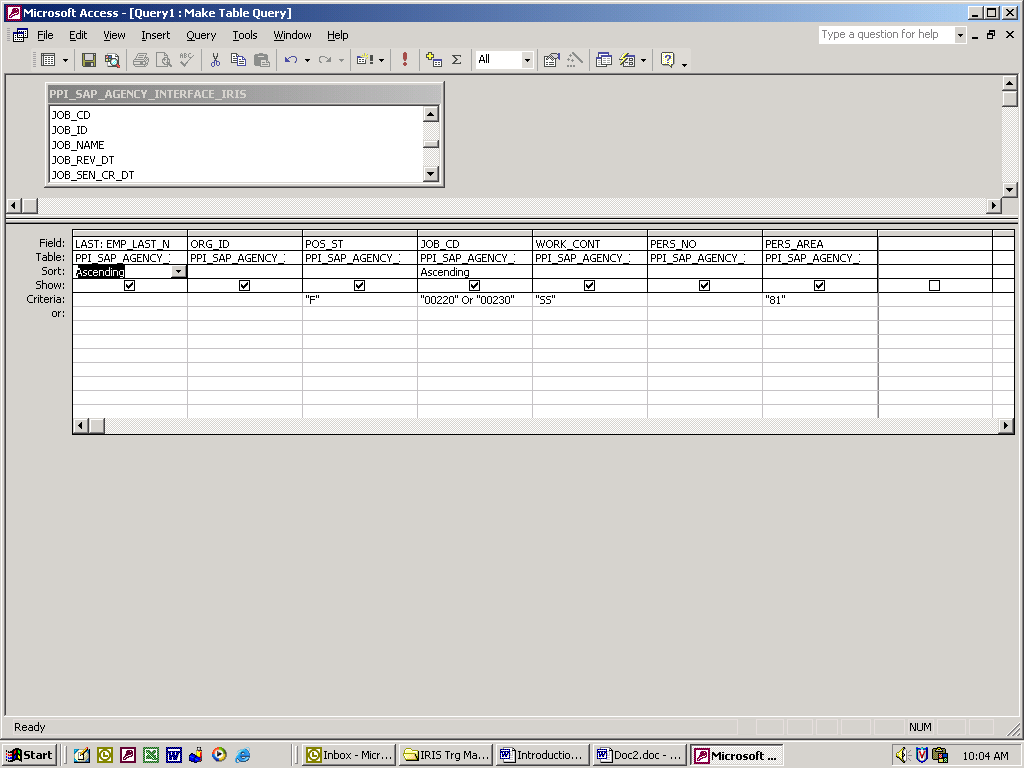 Microsoft Access - [Query1 : Make Table Query]
File Edit View Insert Query Tools Window Help Type a question for help
All
PPI_SAP_AGENCY_INTERFACE_IRIS
JOB_CD
JOB_ID
JOB_NAME
JOB_REV_DT
JOB_SEN_CR_DT
Field: LAST: EMP_LAST_N ORG_ID POS_ST JOB_CD WORK_CONT PERS_NO PERS_AREA
Table: PPI_SAP_AGENCY_ PPI_SAP_AGENCY_ PPI_SAP_AGENCY_ PPI_SAP_AGENCY_ PPI_SAP_AGENCY_ PPI_SAP_AGENCY_ PPI_SAP_AGENCY_
Sort: Ascending Ascending
Show:
Criteria: "F" "00220" Or "00230" "SS" "81"
or:
Ready NUM
Start Inbox - Micr... IRIS Trg Ma... Introductio... Doc2.doc - ... Microsoft ... 10:04 AM